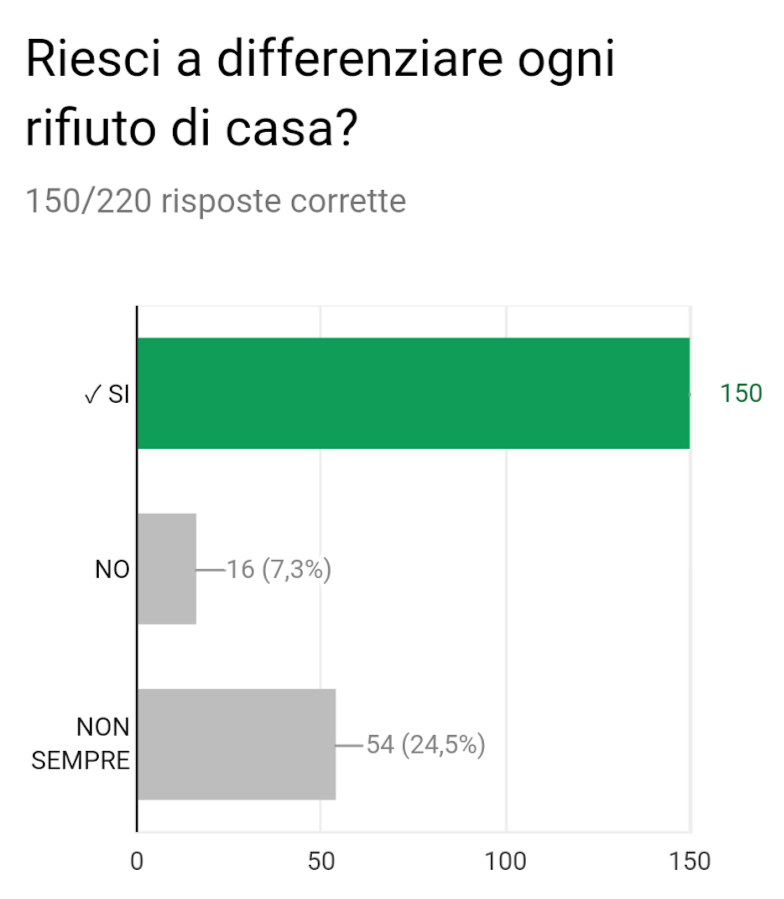 Riesci a differenziare ogni
rifiuto di casa?
150/220 risposte corrette
✓ SI
150
NO
16 (7,3%)
NON
SEMPRE
54 (24,5%)
0
50
100
150